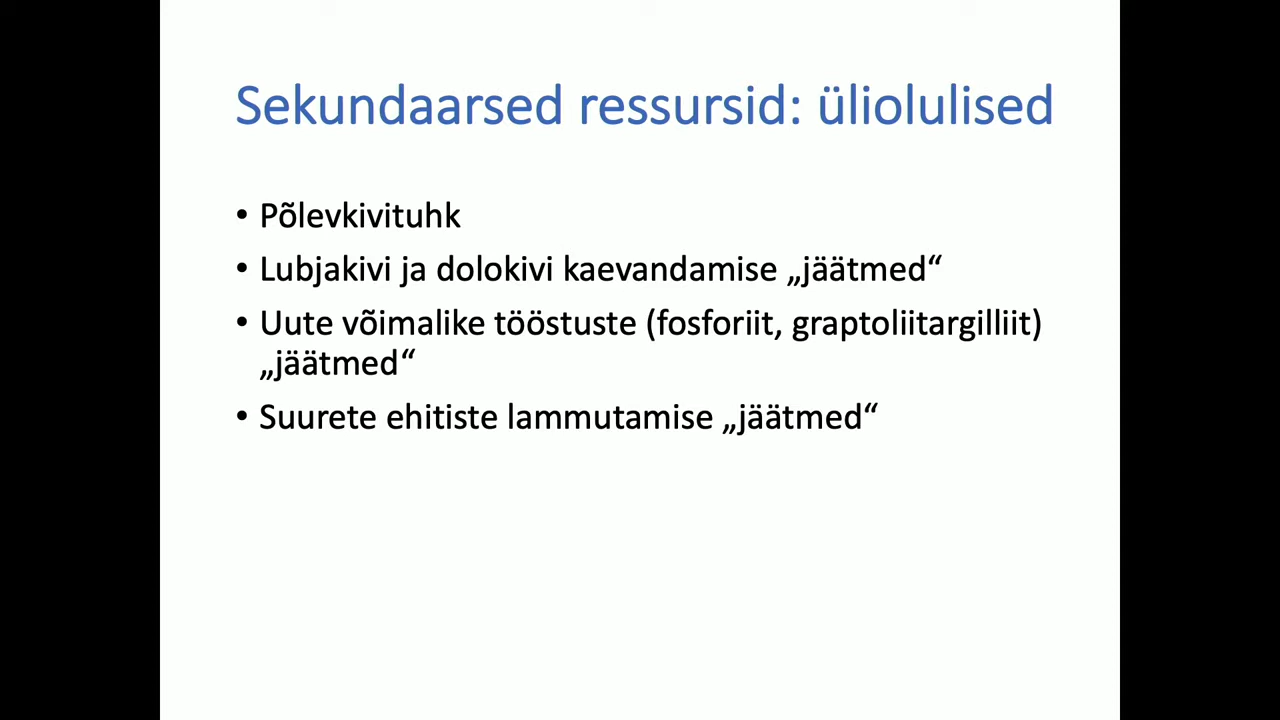 Sekundaarsed ressursid: üliolulised
• Põlevkivituhk
• Lubjakivi ja dolokivi kaevandamise „jäätmed“
• Uute võimalike tööstuste (fosforiit, graptoliitargilliit)
„jäätmed“
• Suurete ehitiste lammutamise „jäätmed“